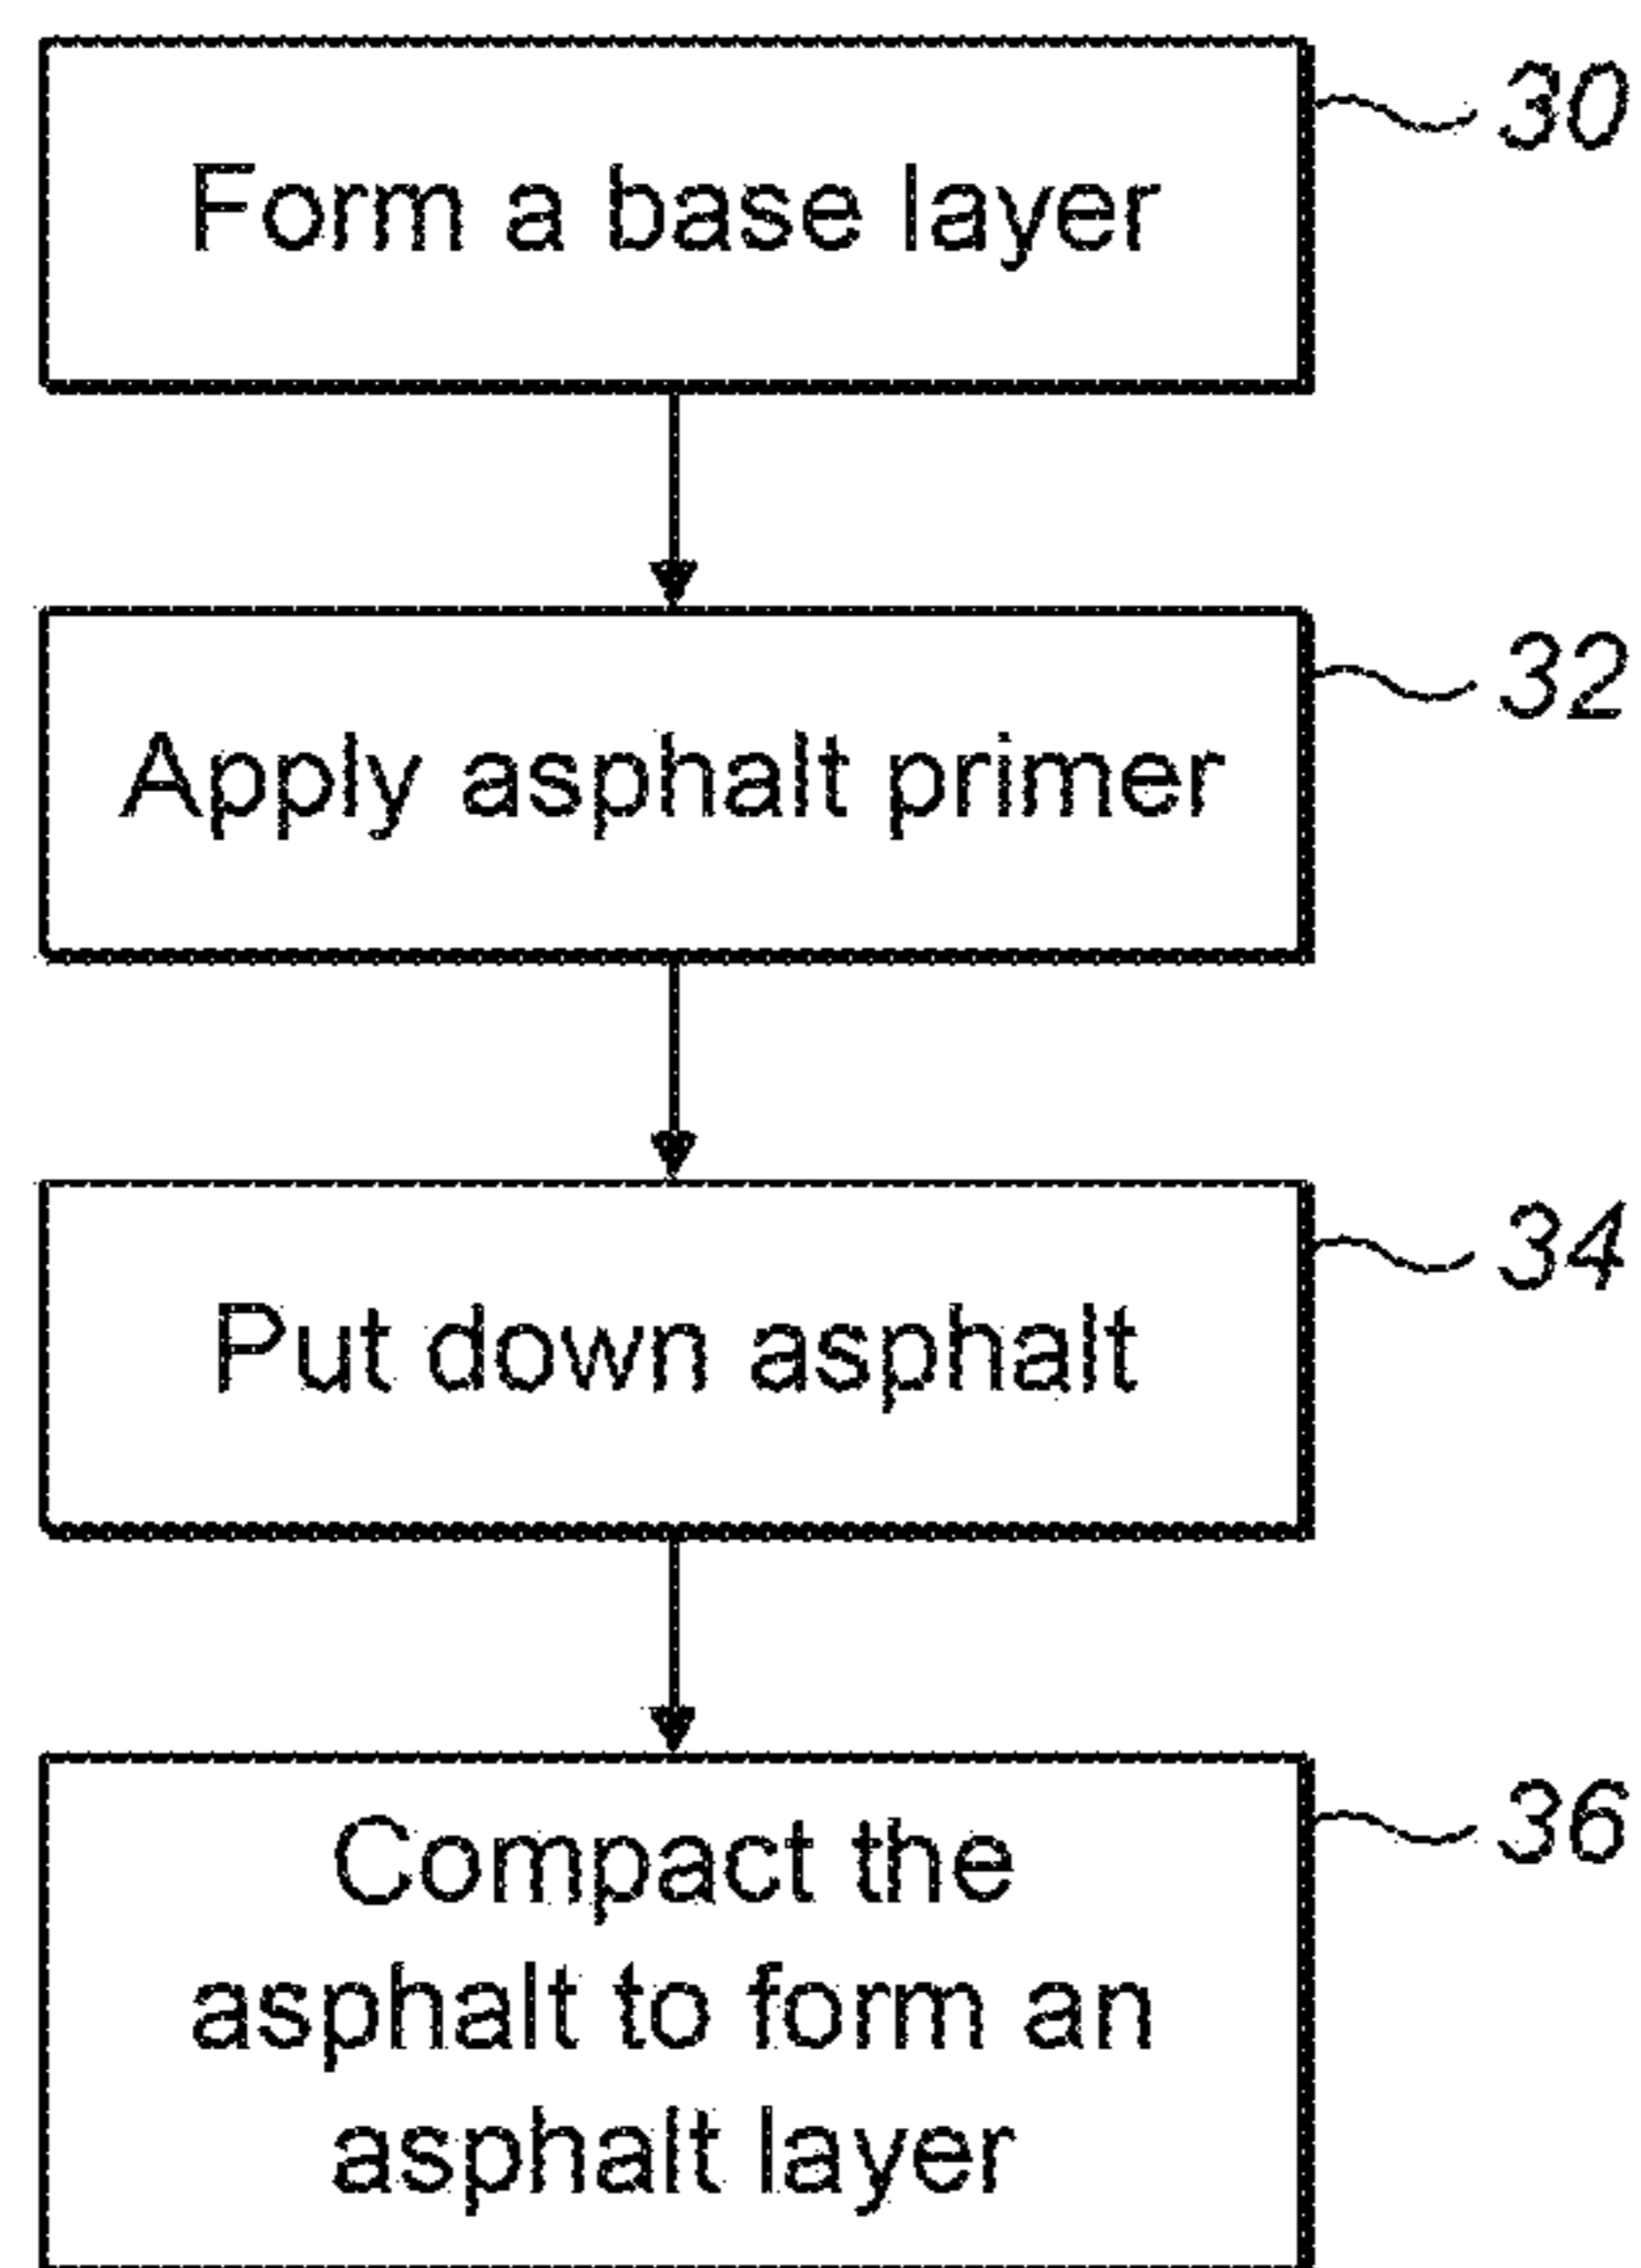 30
Form a base layer
32
Apply asphalt primer
34
Put down asphalt
36
Compact the
asphalt to form an
asphalt layer